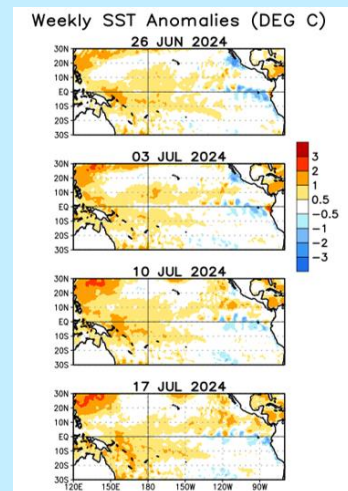 Weekly SST Anomalies (DEG C)
26 JUN 2024
30N
20N
10N
EQ
10S
20S
30S
03 JUL 2024
30N
20N
10N
EQ
10S
20S
30S
3
2
1
0.5
-0.5
-1
-2
-3
10 JUL 2024
30N
20N
10N
EQ
10S
20S
30S
17 JUL 2024
30N
20N
10N
EQ
10S
20S
30S
120E 150E 180 150W 120W 90W